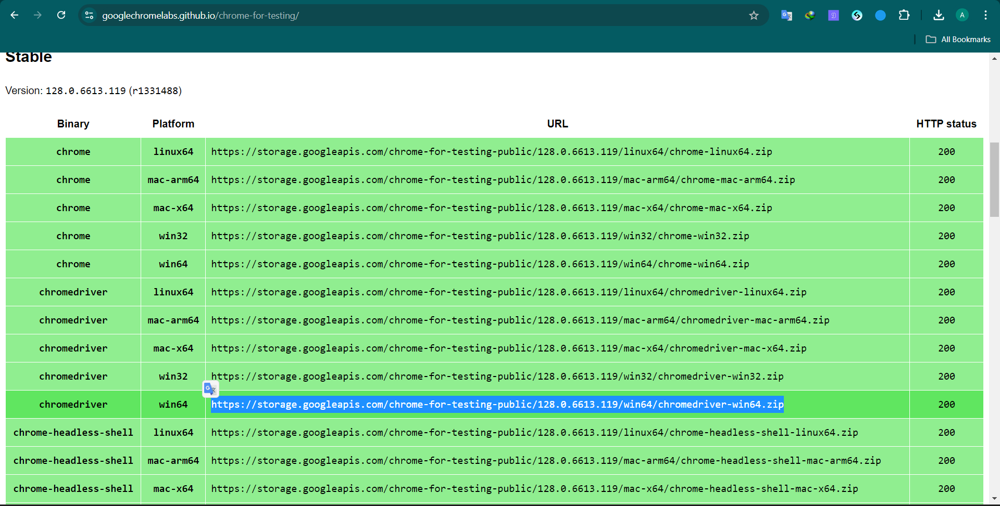 googlechromelabs.github.io/chrome-for-testing/
A
All Bookmarks
Stable
Version: 128.0.6613.119 (r1331488)
Binary Platform URL HTTP status
chrome linux64 https://storage.googleapis.com/chrome-for-testing-public/128.0.6613.119/linux64/chrome-linux64.zip 200
chrome mac-arm64 https://storage.googleapis.com/chrome-for-testing-public/128.0.6613.119/mac-arm64/chrome-mac-arm64.zip 200
chrome mac-x64 https://storage.googleapis.com/chrome-for-testing-public/128.0.6613.119/mac-x64/chrome-mac-x64.zip 200
chrome win32 https://storage.googleapis.com/chrome-for-testing-public/128.0.6613.119/win32/chrome-win32.zip 200
chrome win64 https://storage.googleapis.com/chrome-for-testing-public/128.0.6613.119/win64/chrome-win64.zip 200
chromedriver linux64 https://storage.googleapis.com/chrome-for-testing-public/128.0.6613.119/linux64/chromedriver-linux64.zip 200
chromedriver mac-arm64 https://storage.googleapis.com/chrome-for-testing-public/128.0.6613.119/mac-arm64/chromedriver-mac-arm64.zip 200
chromedriver mac-x64 https://storage.googleapis.com/chrome-for-testing-public/128.0.6613.119/mac-x64/chromedriver-mac-x64.zip 200
chromedriver win32 https://storage.googleapis.com/chrome-for-testing-public/128.0.6613.119/win32/chromedriver-win32.zip 200
chromedriver win64 https://storage.googleapis.com/chrome-for-testing-public/128.0.6613.119/win64/chromedriver-win64.zip 200
chrome-headless-shell linux64 https://storage.googleapis.com/chrome-for-testing-public/128.0.6613.119/linux64/chrome-headless-shell-linux64.zip 200
chrome-headless-shell mac-arm64 https://storage.googleapis.com/chrome-for-testing-public/128.0.6613.119/mac-arm64/chrome-headless-shell-mac-arm64.zip 200
chrome-headless-shell mac-x64 https://storage.googleapis.com/chrome-for-testing-public/128.0.6613.119/mac-x64/chrome-headless-shell-mac-x64.zip 200